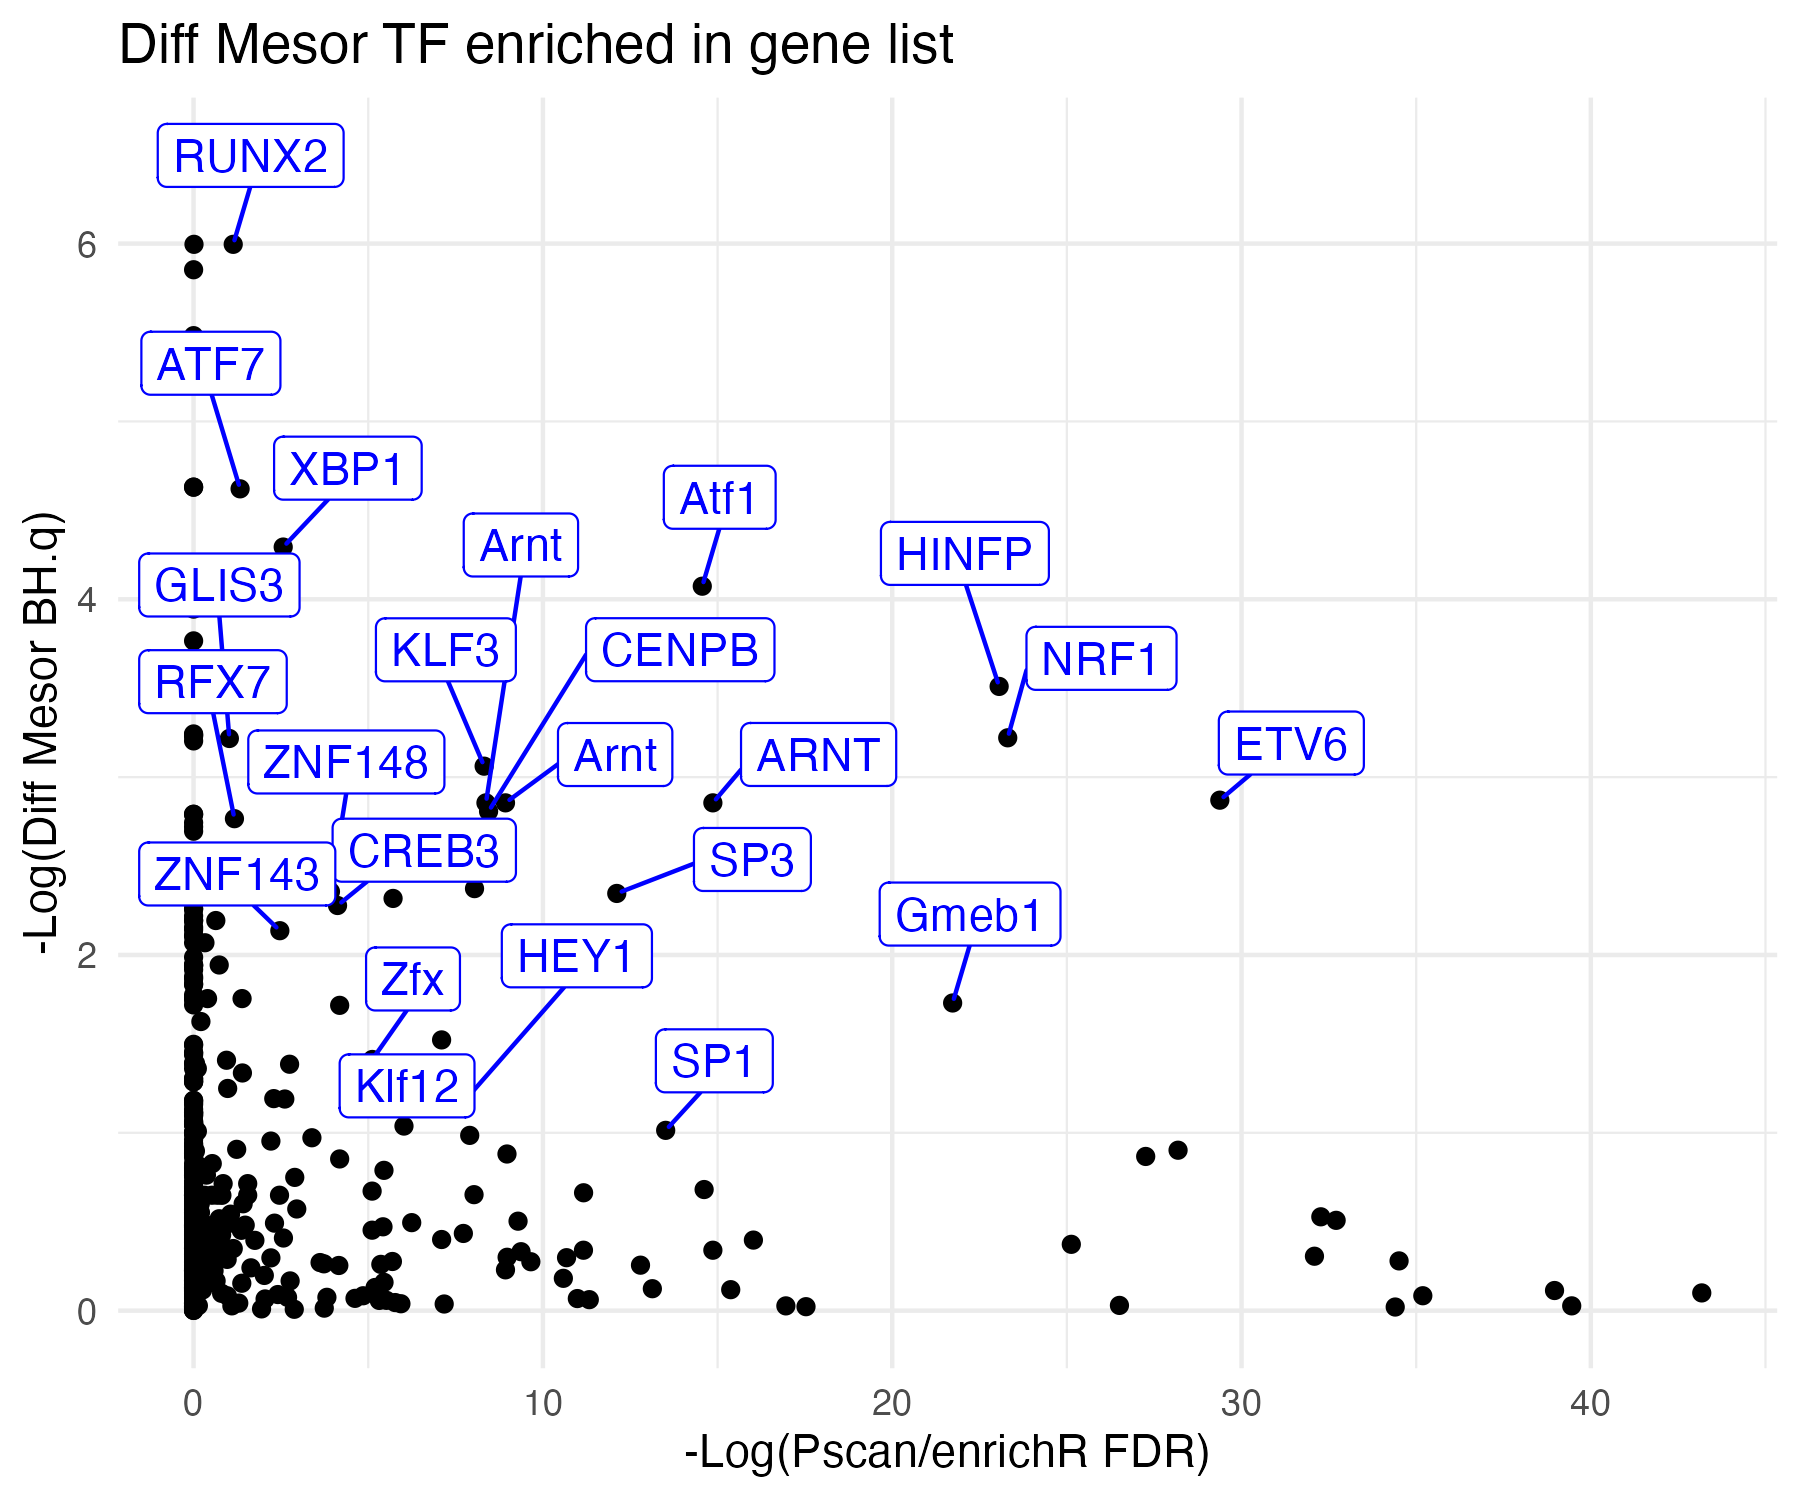 Diff Mesor TF enriched in gene list
RUNX2
6
ATF7
XBP1
Atf1
Arnt
HINFP
GLIS3
4
KLF3
CENPB
NRF1
RFX7
ZNF148
Arnt
ARNT
ETV6
CREB3
SP3
ZNF143
Gmeb1
HEY1
2
Zfx
SP1
Klf12
0
-Log(Diff Mesor BH.q)
0
10
20
30
40
-Log(Pscan/enrichR FDR)